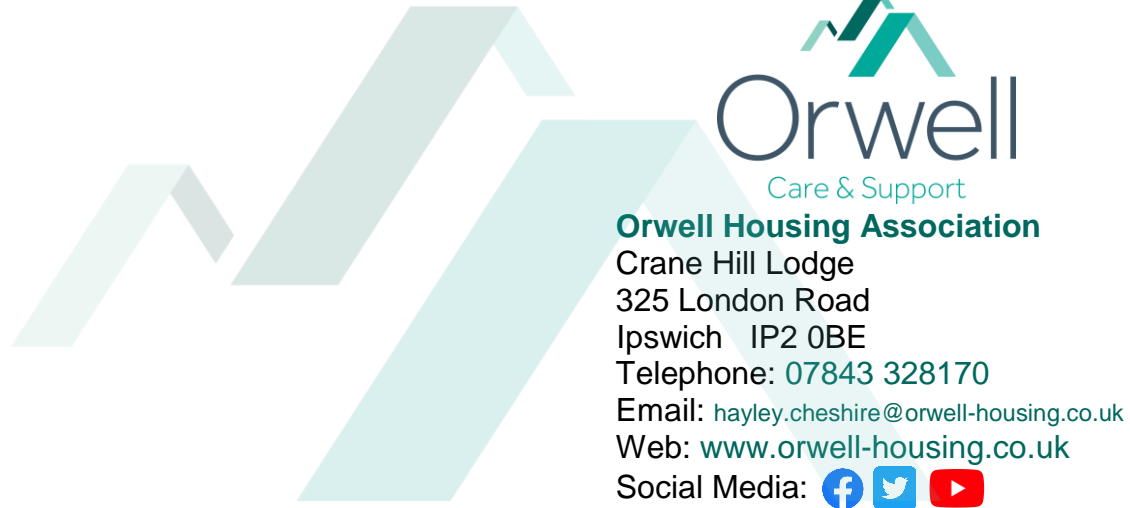 Orwell
Care & Support
Orwell Housing Association
Crane Hill Lodge
325 London Road
Ipswich   IP2 0BE
Telephone: 07843 328170
Email: hayley.cheshire@orwell-housing.co.uk
Web: www.orwell-housing.co.uk
Social Media: